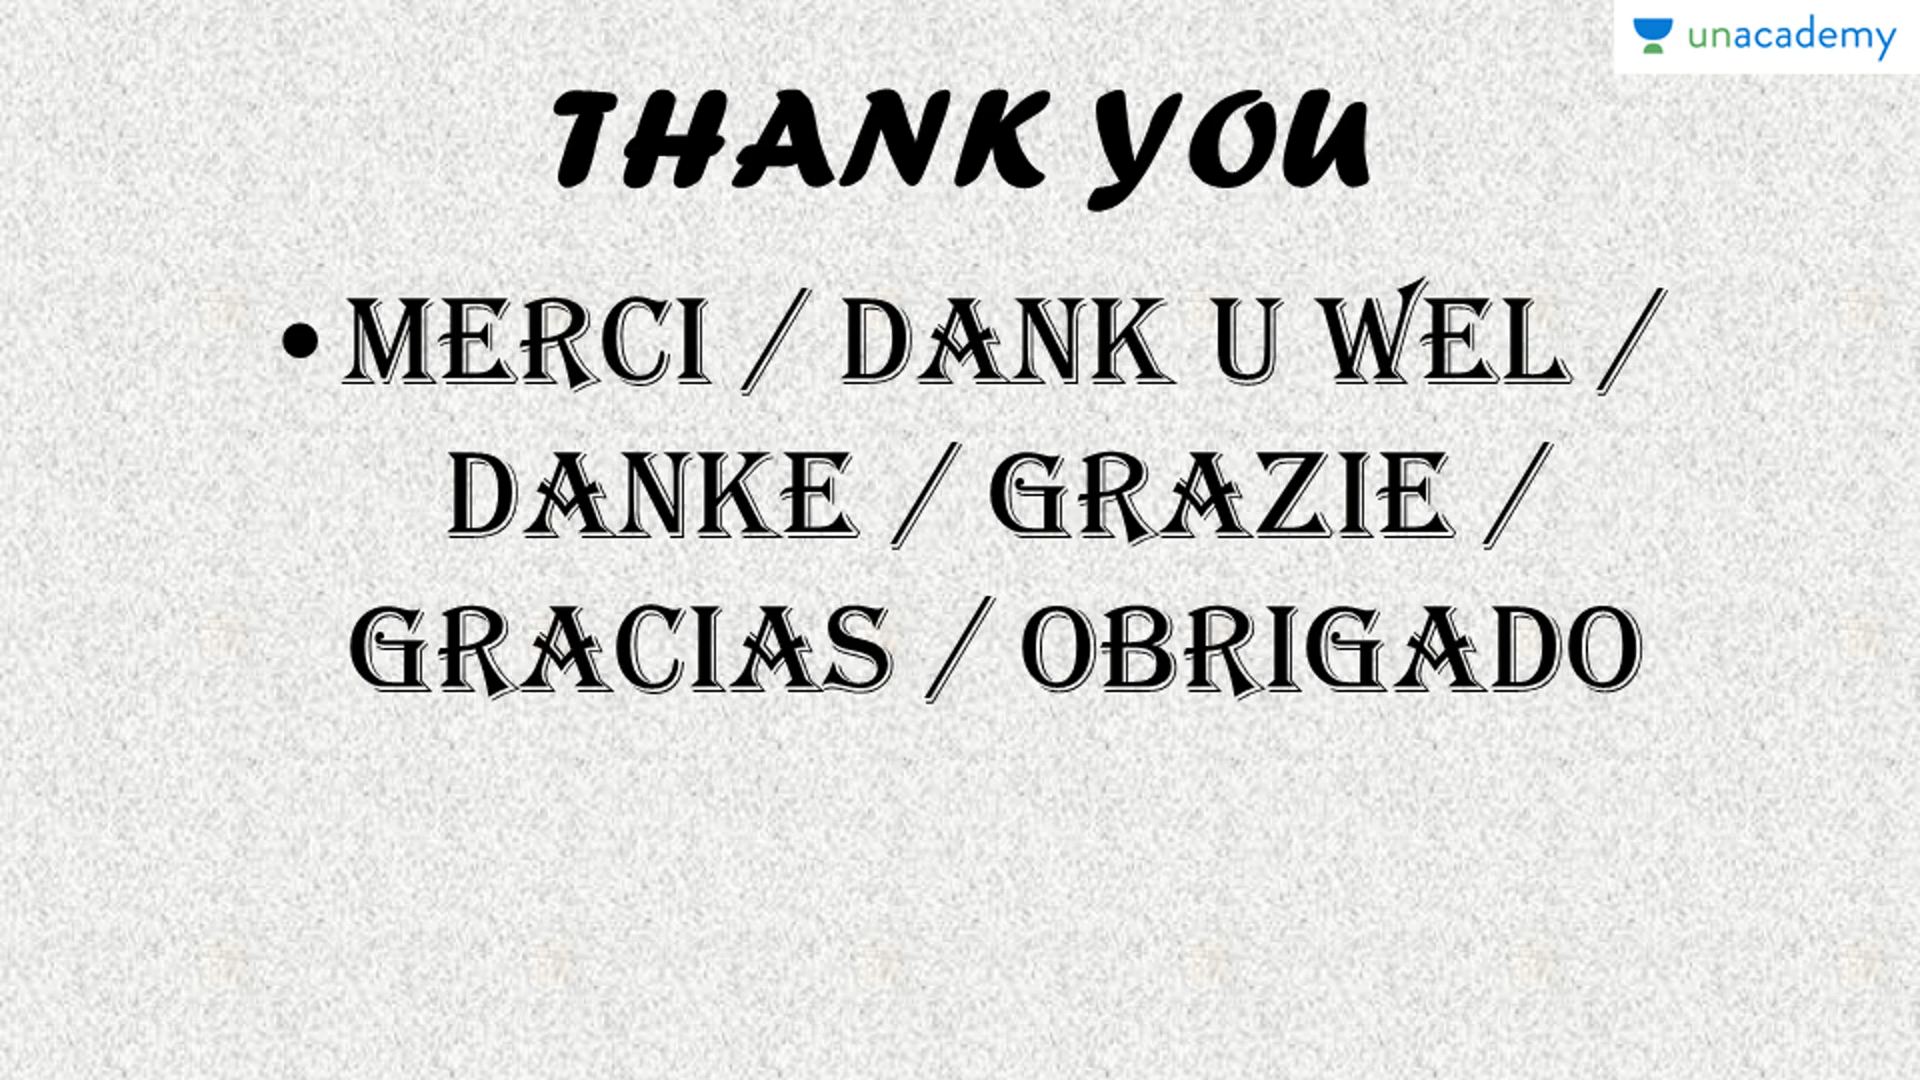 unacademy
THANK YOU
• MERCI / DANK U WEL /
DANKE / GRAZIE /
GRACIAS / OBRIGADO